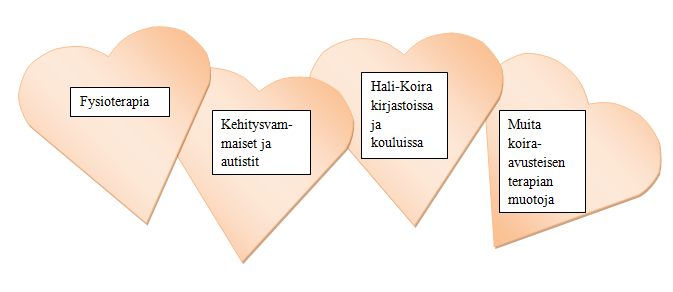 Fysioterapia
Kehitysvam-
maiset ja
autistit
Hali-Koira
kirjastoissa
ja
kouluissa
Muita
koira-
avusteisen
terapian
muotoja